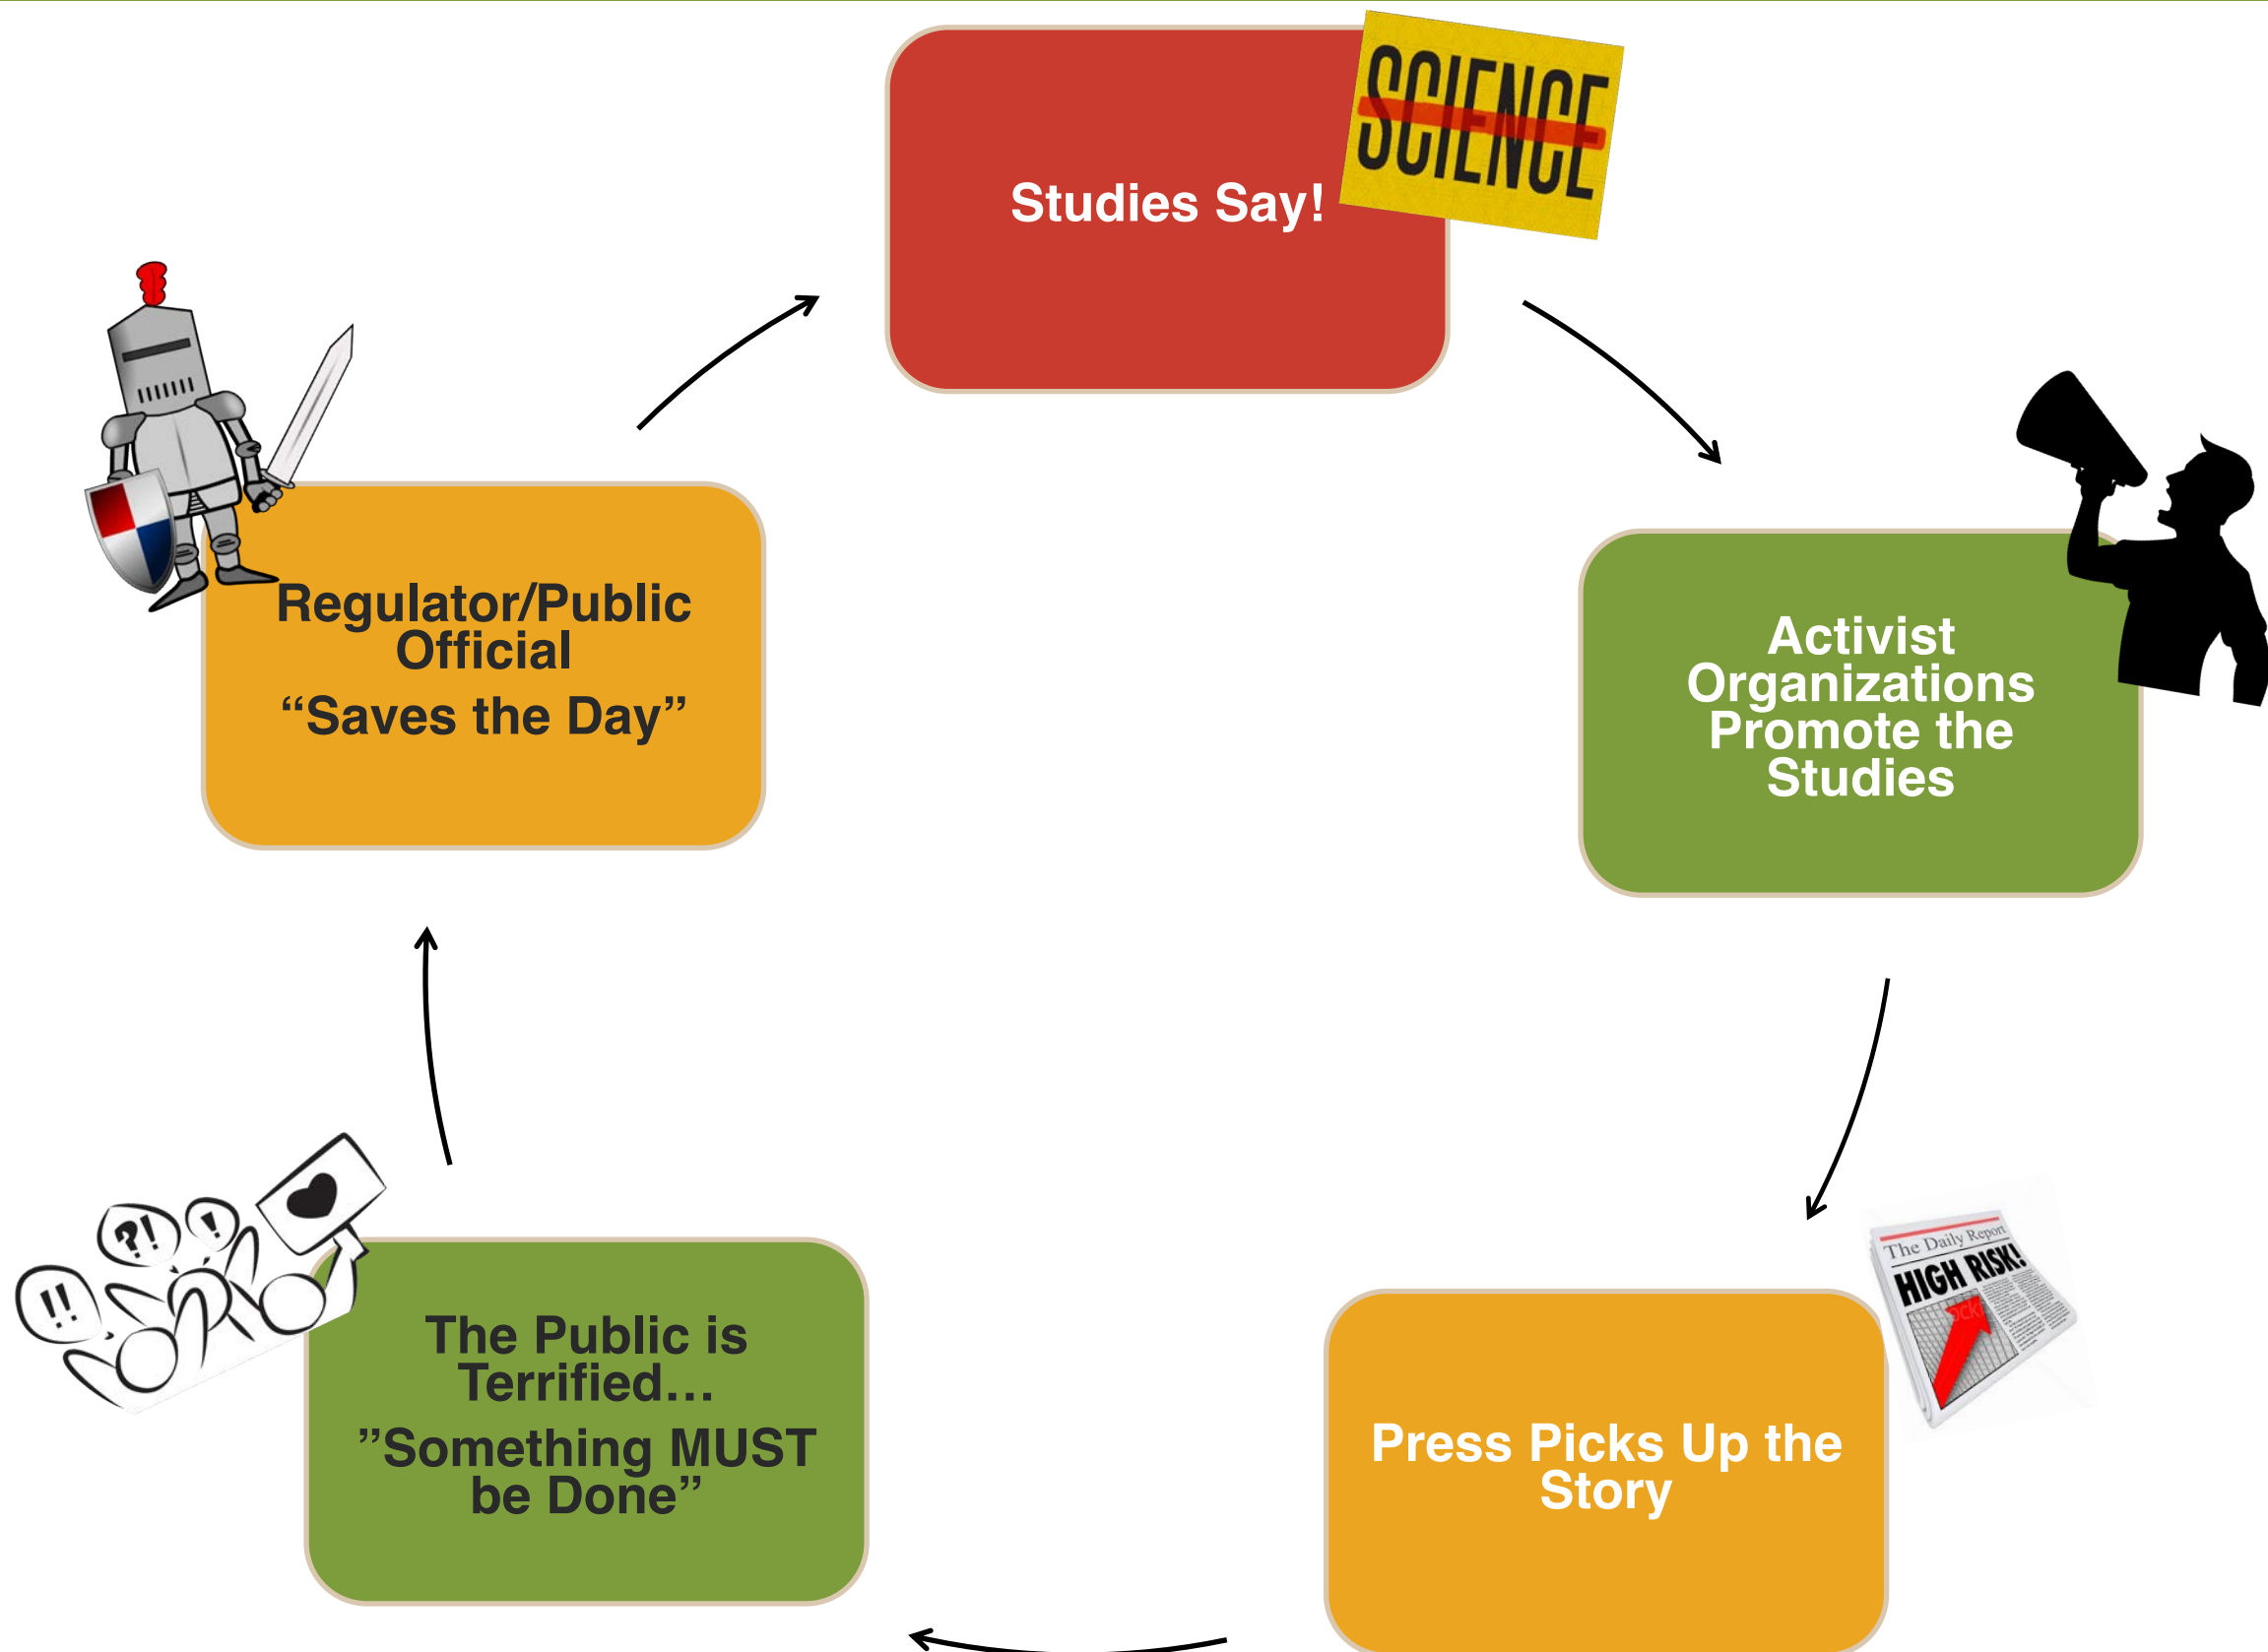 Studies Say!
SCIENCE
Activist
Organizations
Promote the
Studies
The Daily Report
HIGH RISK!
Press Picks Up the
Story
?!
!
!!
The Public is
Terrified…
”Something MUST
be Done”
Regulator/Public
Official
“Saves the Day”